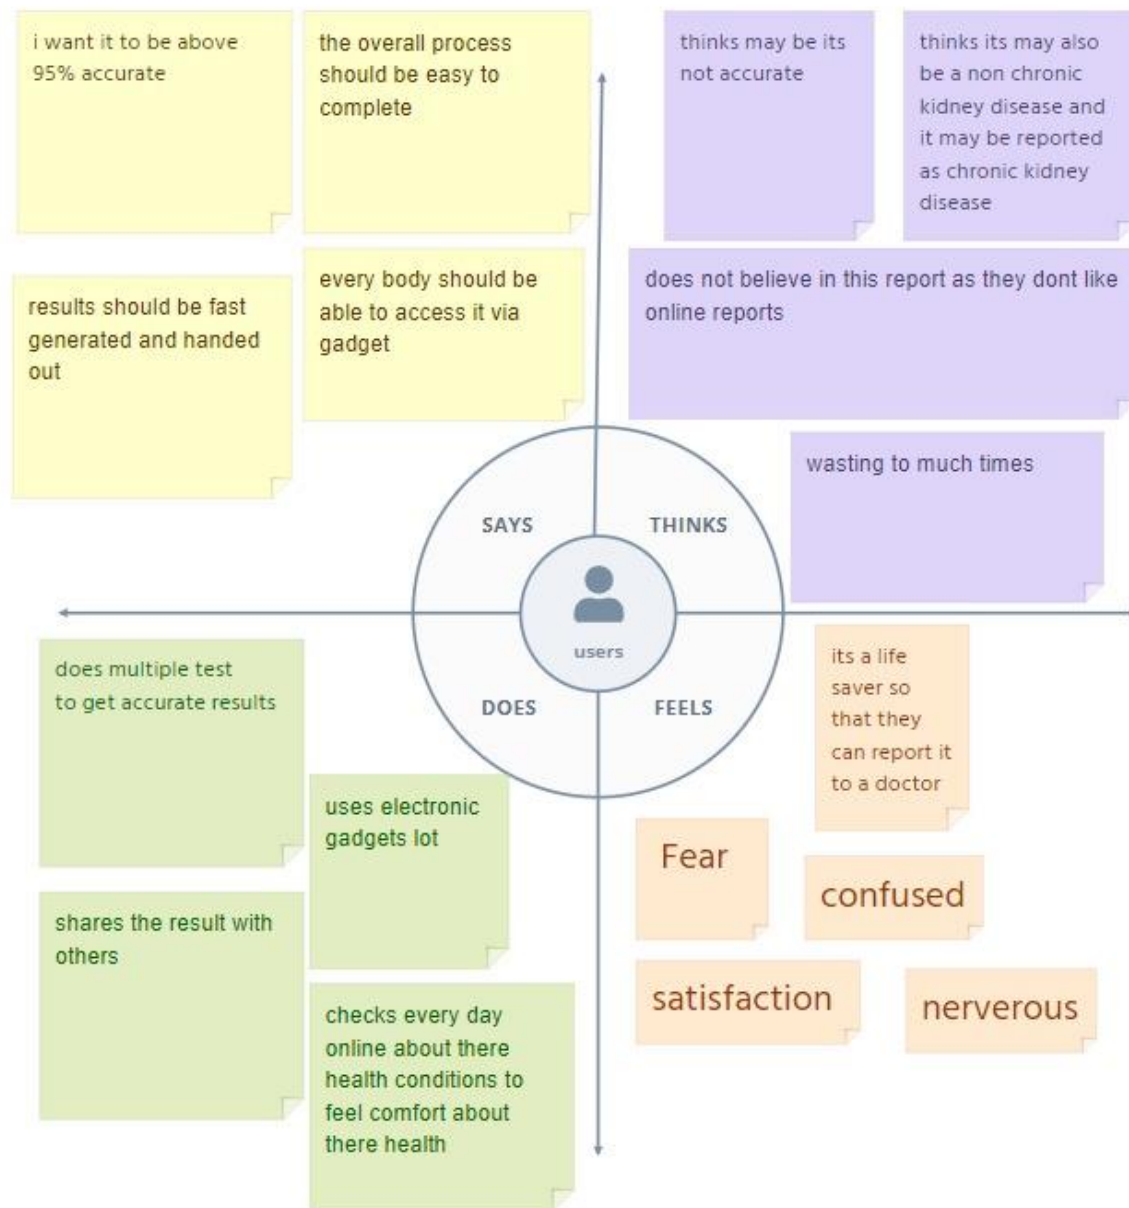 i want it to be above
95% accurate
the overall process
should be easy to
complete
thinks may be its
not accurate
thinks its may also
be a non chronic
kidney disease and
it may be reported
as chronic kidney
disease
results should be fast
generated and handed
out
every body should be
able to access it via
gadget
does not believe in this report as they dont like
online reports
wasting to much times
SAYS
THINKS
users
DOES
FEELS
does multiple test
to get accurate results
uses electronic
gadgets lot
shares the result with
others
checks every day
online about there
health conditions to
feel comfort about
there health
its a life
saver so
that they
can report it
to a doctor
Fear
confused
satisfaction
nerverous